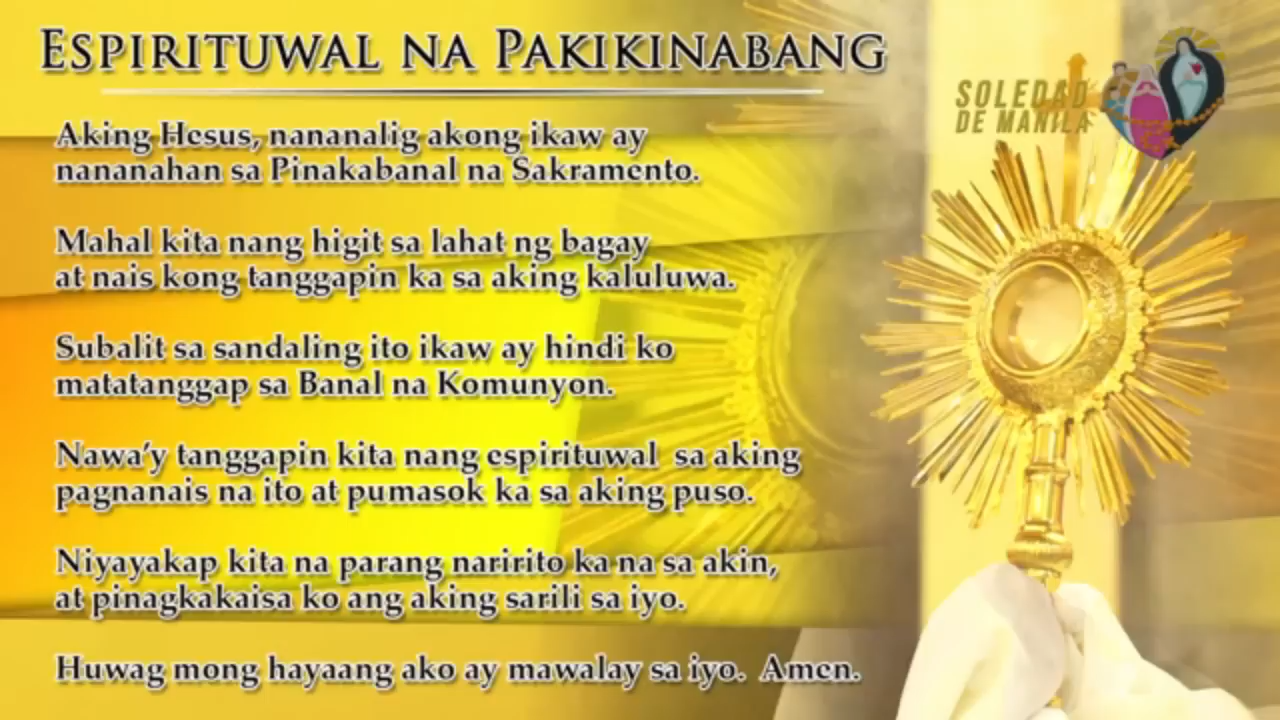 ESPIRITUWAL NA PAKIKINABANG
SOLEDAD
DE MANILA
Aking Hesus, nananalig akong ikaw ay
nananahan sa Pinakabanal na Sakramento.
Mahal kita nang higit sa lahat ng bagay
at nais kong tanggapin ka sa aking kaluluwa.
Subalit sa sandaling ito ikaw ay hindi ko
matatanggap sa Banal na Komunyon.
Nawa'y tanggapin kita nang espirituwal sa aking
pagnanais na ito at pumasok ka sa aking puso.
Niyayakap kita na parang naririto ka na sa akin,
at pinagkakaisa ko ang aking sarili sa iyo.
Huwag mong hayaang ako ay mawalay sa iyo. Amen.